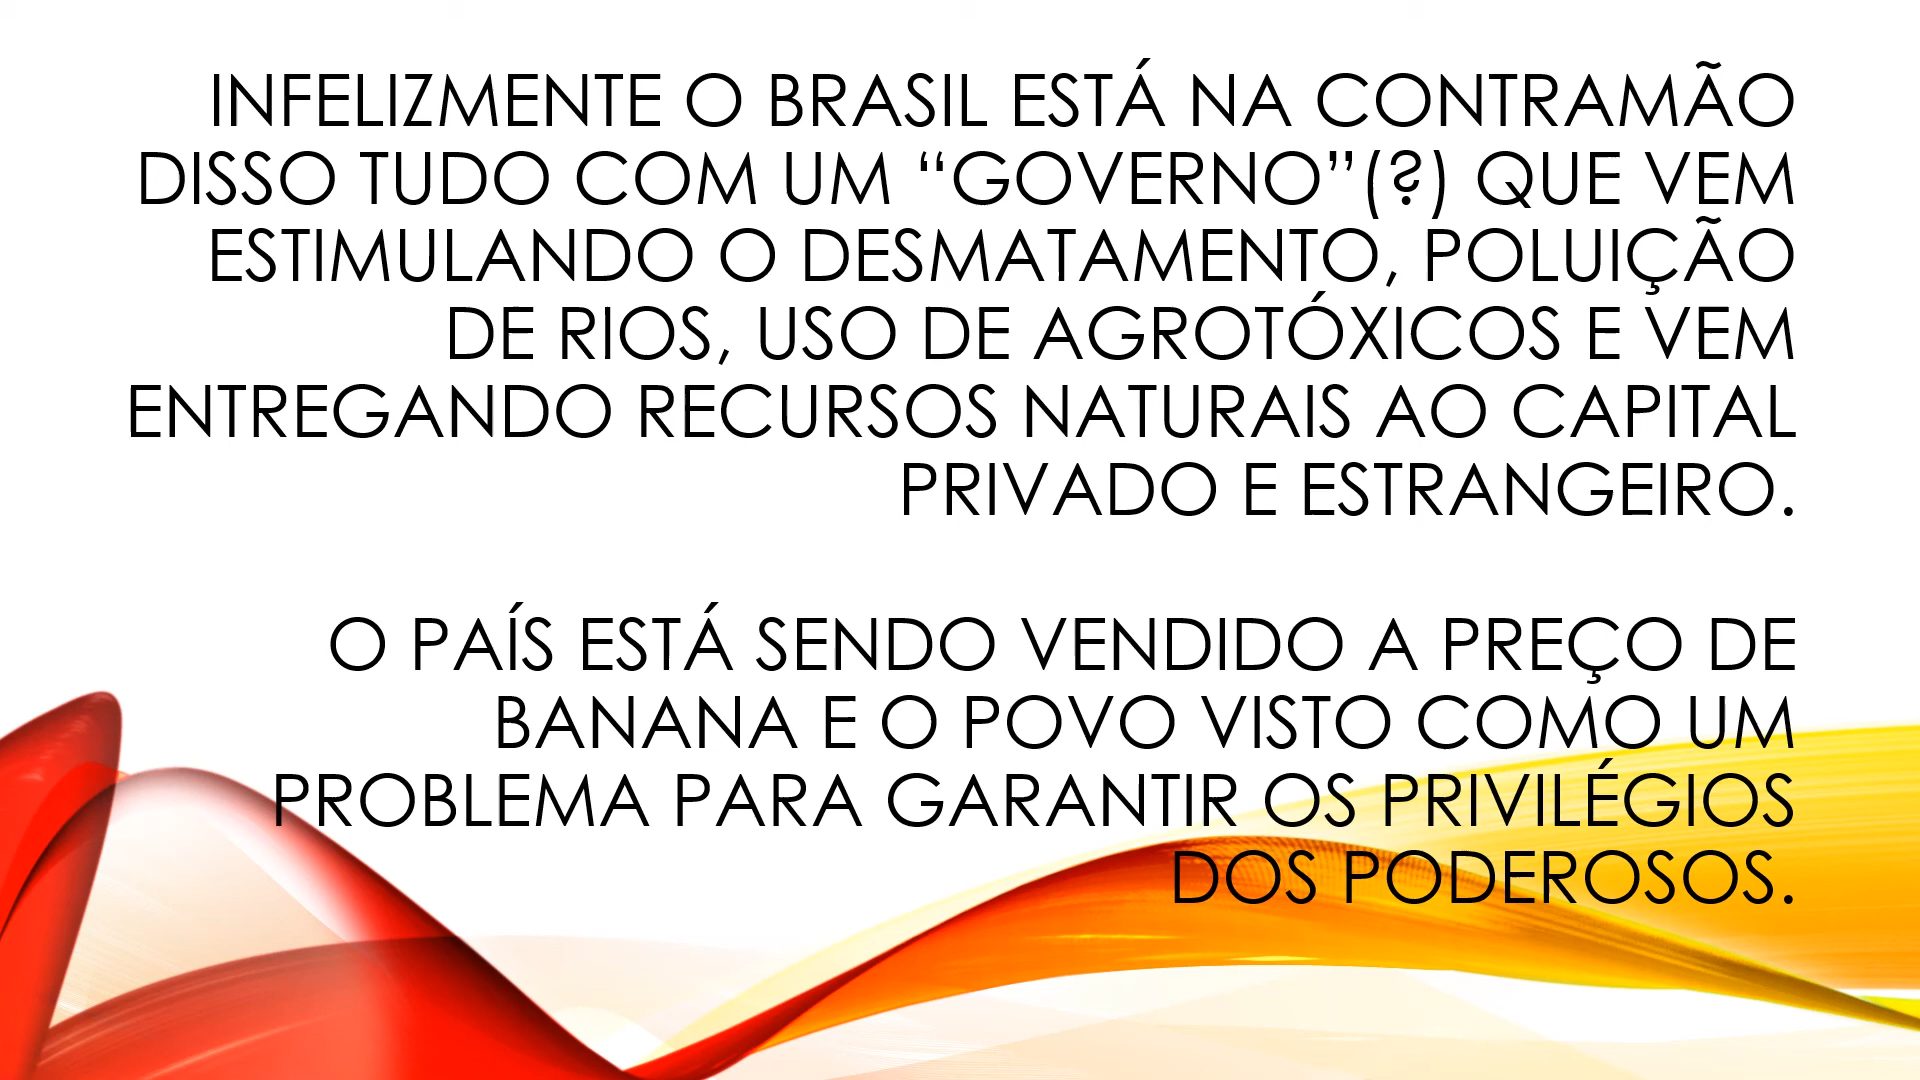 INFELIZMENTE O BRASIL ESTÁ NA CONTRAMÃO
DISSO TUDO COM UM “GOVERNO”(?) QUE VEM
ESTIMULANDO O DESMATAMENTO, POLUIÇÃO
DE RIOS, USO DE AGROTÓXICOS E VEM
ENTREGANDO RECURSOS NATURAIS AO CAPITAL
PRIVADO E ESTRANGEIRO.
O PAÍS ESTÁ SENDO VENDIDO A PREÇO DE
BANANA E O POVO VISTO COMO UM
PROBLEMA PARA GARANTIR OS PRIVILÉGIOS
DOS PODEROSOS.